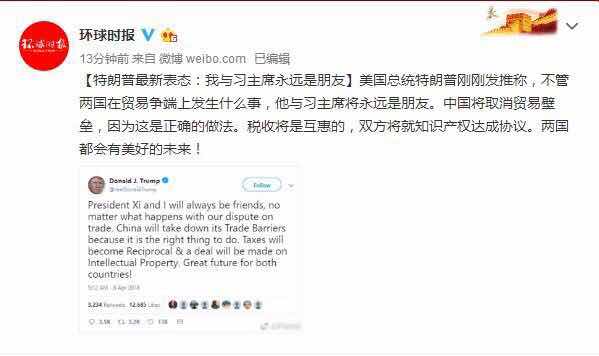 环球时报
环球时报
13分钟前 来自 微博 weibo.com 已编辑
【特朗普最新表态：我与习主席永远是朋友】美国总统特朗普刚刚发推称，不管
两国在贸易争端上发生什么事，他与习主席将永远是朋友。中国将取消贸易壁
垒，因为这是正确的做法。税收将是互惠的，双方将就知识产权达成协议。两国
都会有美好的未来！
Donald J. Trump
@realDonaldTrump
Follow
President Xi and I will always be friends, no
matter what happens with our dispute on
trade. China will take down its Trade Barriers
because it is the right thing to do. Taxes will
become Reciprocal & a deal will be made on
Intellectual Property. Great future for both
countries!
5:12 AM - 8 Apr 2018
3,234 Retweets 12,685 Likes